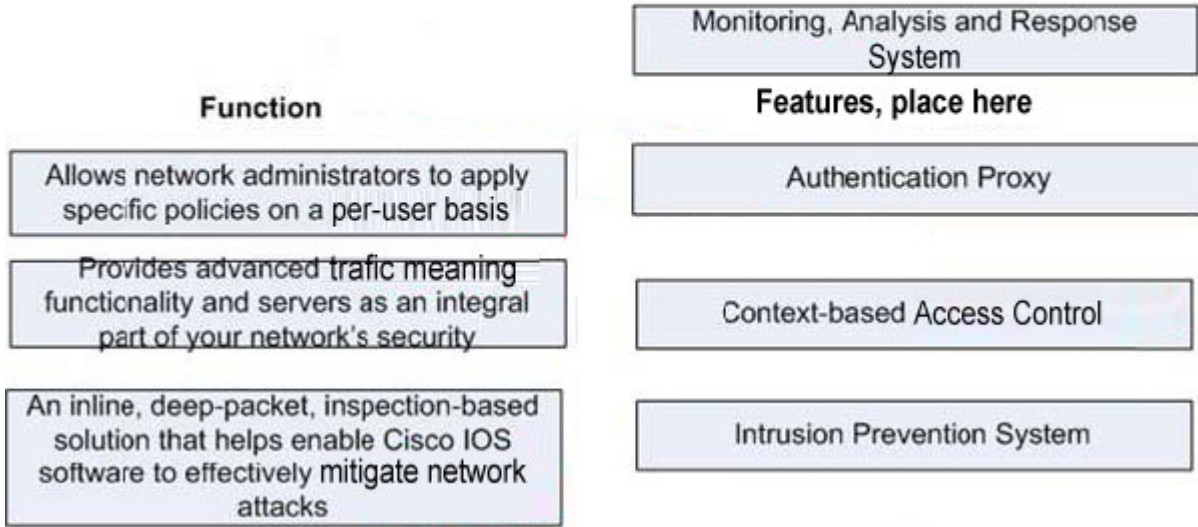 Monitoring, Analysis and Response
System
Function
Features, place here
Allows network administrators to apply
specific policies on a per-user basis
Authentication Proxy
Provides advanced trafic meaning
functionality and servers as an integral
part of your network's security
Context-based Access Control
An inline, deep-packet, inspection-based
solution that helps enable Cisco IOS
software to effectively mitigate network
attacks
Intrusion Prevention System